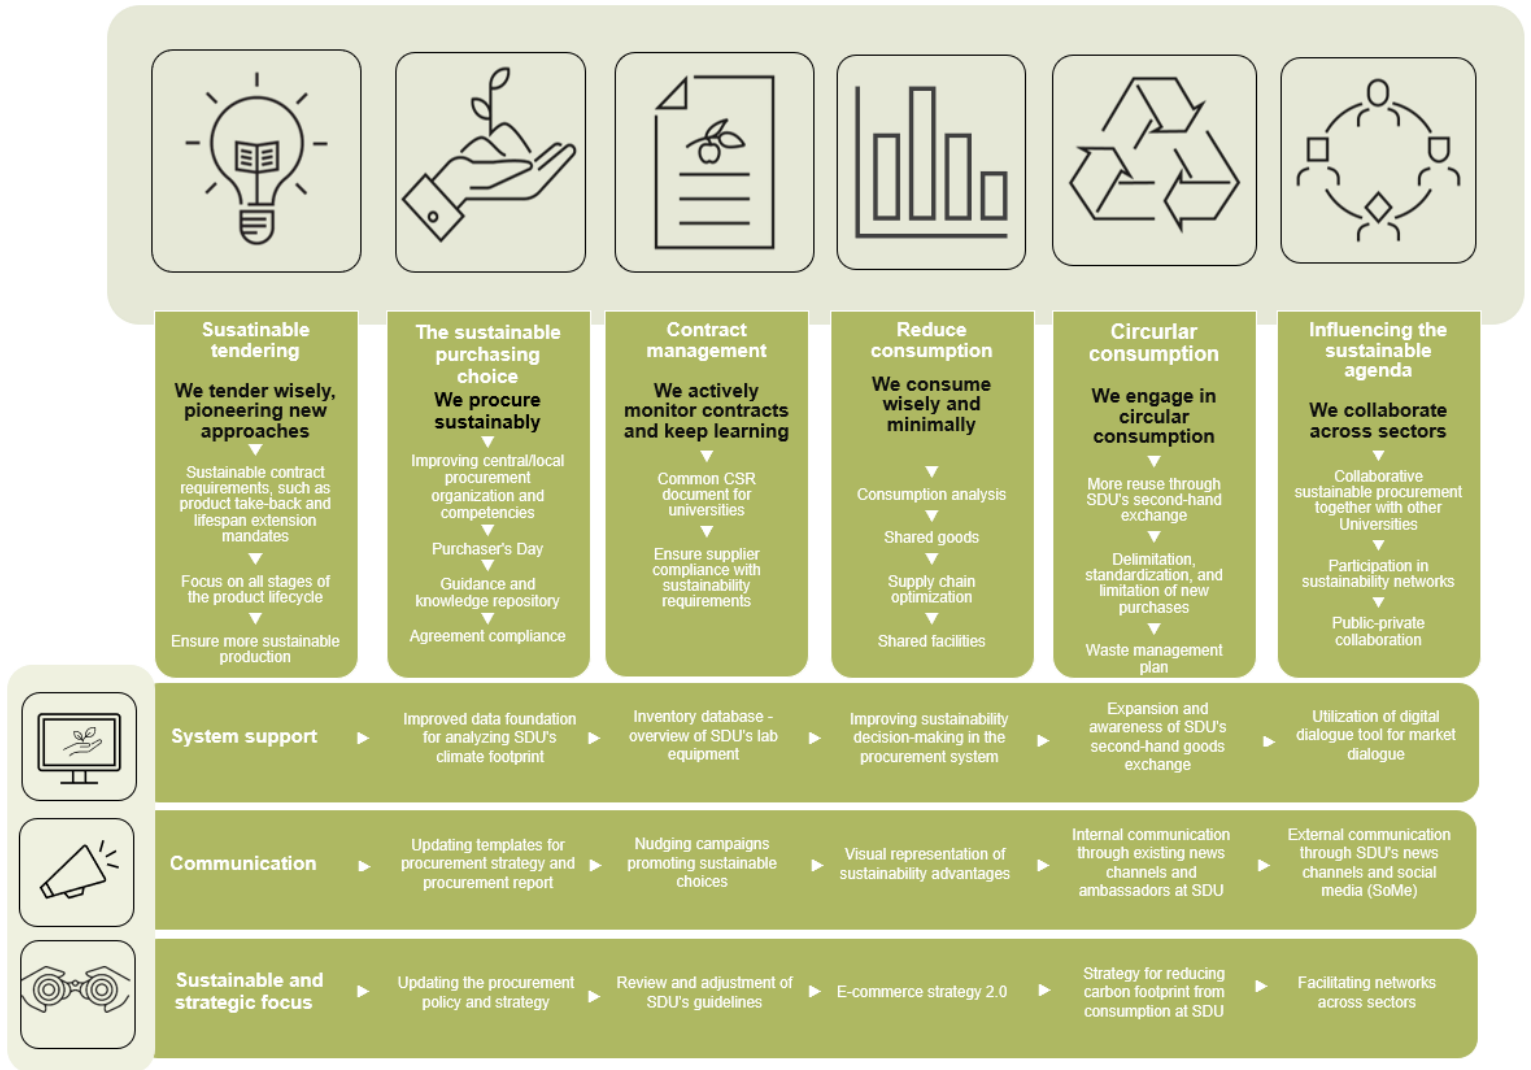 Susatinable
tendering
We tender wisely,
pioneering new
approaches
Sustainable contract
requirements, such as
product take-back and
lifespan extension
mandates
Focus on all stages of
the product lifecycle
Ensure more sustainable
production
The sustainable
purchasing
choice
We procure
sustainably
Improving central/local
procurement
organization and
competencies
Purchaser's Day
Guidance and
knowledge repository
Agreement compliance
Contract
management
We actively
monitor contracts
and keep learning
Common CSR
document for
universities
Ensure supplier
compliance with
sustainability
requirements
Reduce
consumption
We consume
wisely and
minimally
Consumption analysis
Shared goods
Supply chain
optimization
Shared facilities
Circurlar
consumption
We engage in
circular
consumption
More reuse through
SDU's second-hand
exchange
Delimitation,
standardization, and
limitation of new
purchases
Waste management
plan
Influencing the
sustainable
agenda
We collaborate
across sectors
Collaborative
sustainable procurement
together with other
Universities
Participation in
sustainability networks
Public-private
collaboration
System support
Improved data foundation
for analyzing SDU's
climate footprint
Inventory database -
overview of SDU's lab
equipment
Improving sustainability
decision-making in the
procurement system
Expansion and
awareness of SDU's
second-hand goods
exchange
Utilization of digital
dialogue tool for market
dialogue
Communication
Updating templates for
procurement strategy and
procurement report
Nudging campaigns
promoting sustainable
choices
Visual representation of
sustainability advantages
Internal communication
through existing news
channels and
ambassadors at SDU
External communication
through SDU's news
channels and social
media (SoMe)
Sustainable and
strategic focus
Updating the procurement
policy and strategy
Review and adjustment of
SDU's guidelines
E-commerce strategy 2.0
Strategy for reducing
carbon footprint from
consumption at SDU
Facilitating networks
across sectors